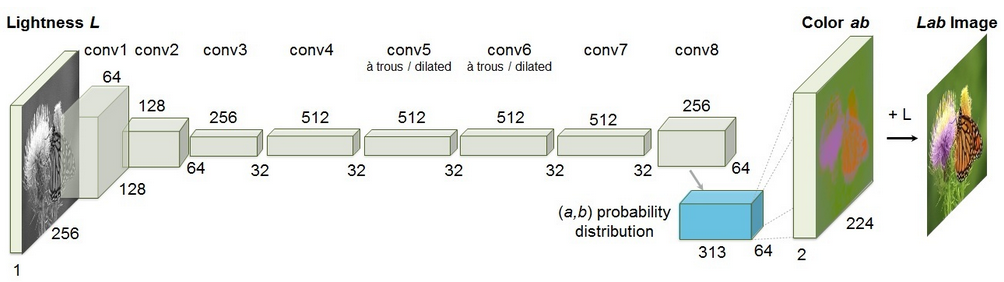 Lightness L
conv1
conv2
conv3
conv4
conv5
à trous / dilated
conv6
à trous / dilated
conv7
conv8
Color ab
Lab Image
64
128
256
512
512
512
512
256
+ L
256
128
64
32
32
32
32
32
64
(a,b) probability
distribution
313
64
2
224
1